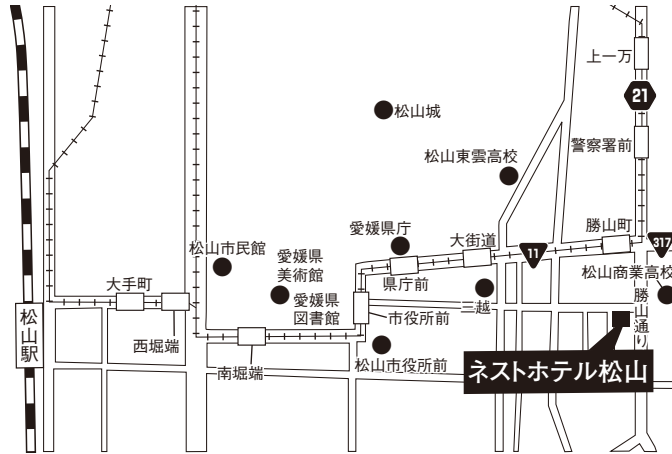 上一万
21
松山城
警察署前
松山東雲高校
勝山町
愛媛県庁
大街道
松山市民館
愛媛県
美術館
11
317
県庁前
松山商業高校
大手町
愛媛県
図書館
三越
勝山通り
松山駅
市役所前
西堀端
松山市役所前
南堀端
ネストホテル松山